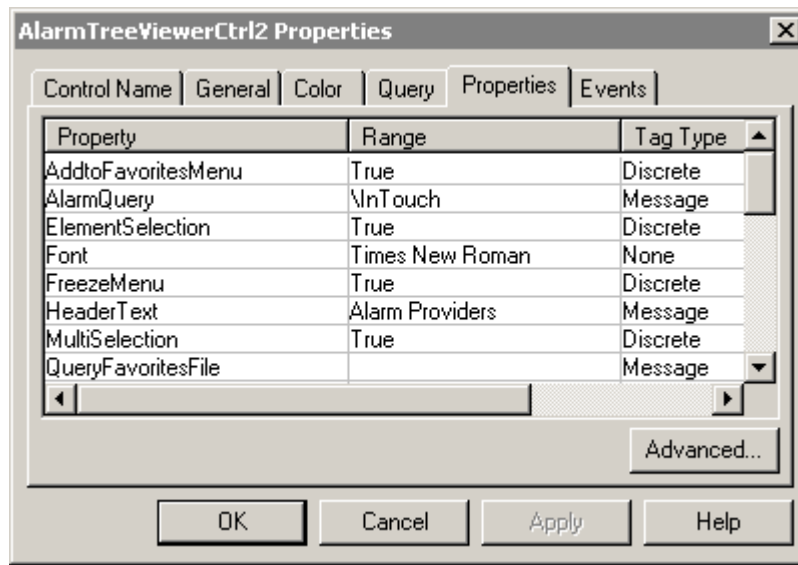 AlarmTreeViewerCtrl2 Properties
Control Name General Color Query Properties Events
Property Range Tag Type
AddtoFavoritesMenu True Discrete
AlarmQuery \InTouch Message
ElementSelection True Discrete
Font Times New Roman None
FreezeMenu True Discrete
HeaderText Alarm Providers Message
MultiSelection True Discrete
QueryFavoritesFile Message
Advanced...
OK Cancel Apply Help